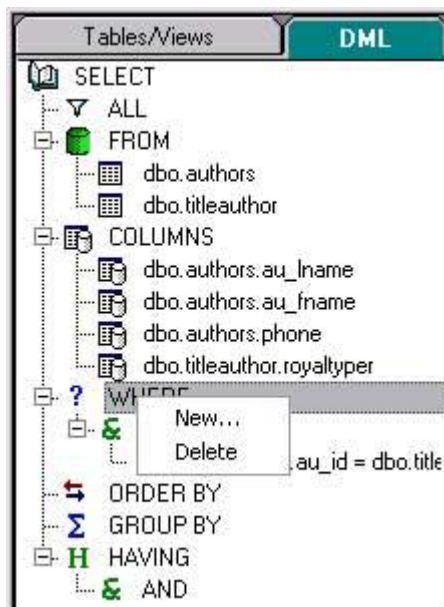 Tables/Views DML
SELECT
ALL
FROM
dbo.authors
dbo.titleauthor
COLUMNS
dbo.authors.au_lname
dbo.authors.au_fname
dbo.authors.phone
dbo.titleauthor.royaltyper
? WHERE
New...
&
Delete
.au_id = dbo.title
ORDER BY
Σ GROUP BY
H HAVING
& AND